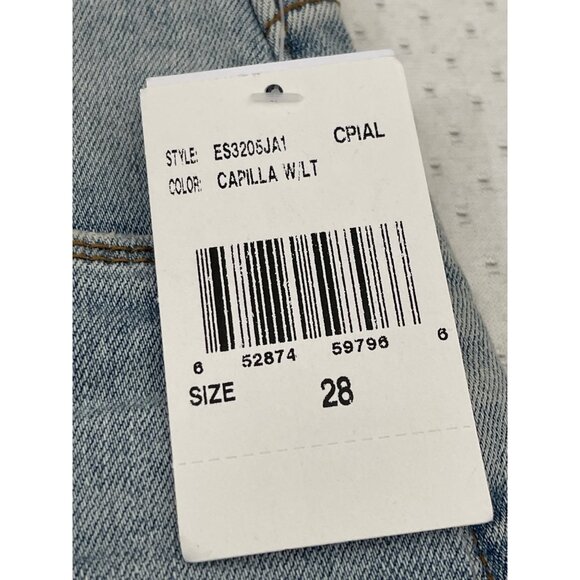 STYLE: ES3205JA1 CPIAL
COLOR: CAPILLA W/LT
6 52874 59796 6
SIZE 28